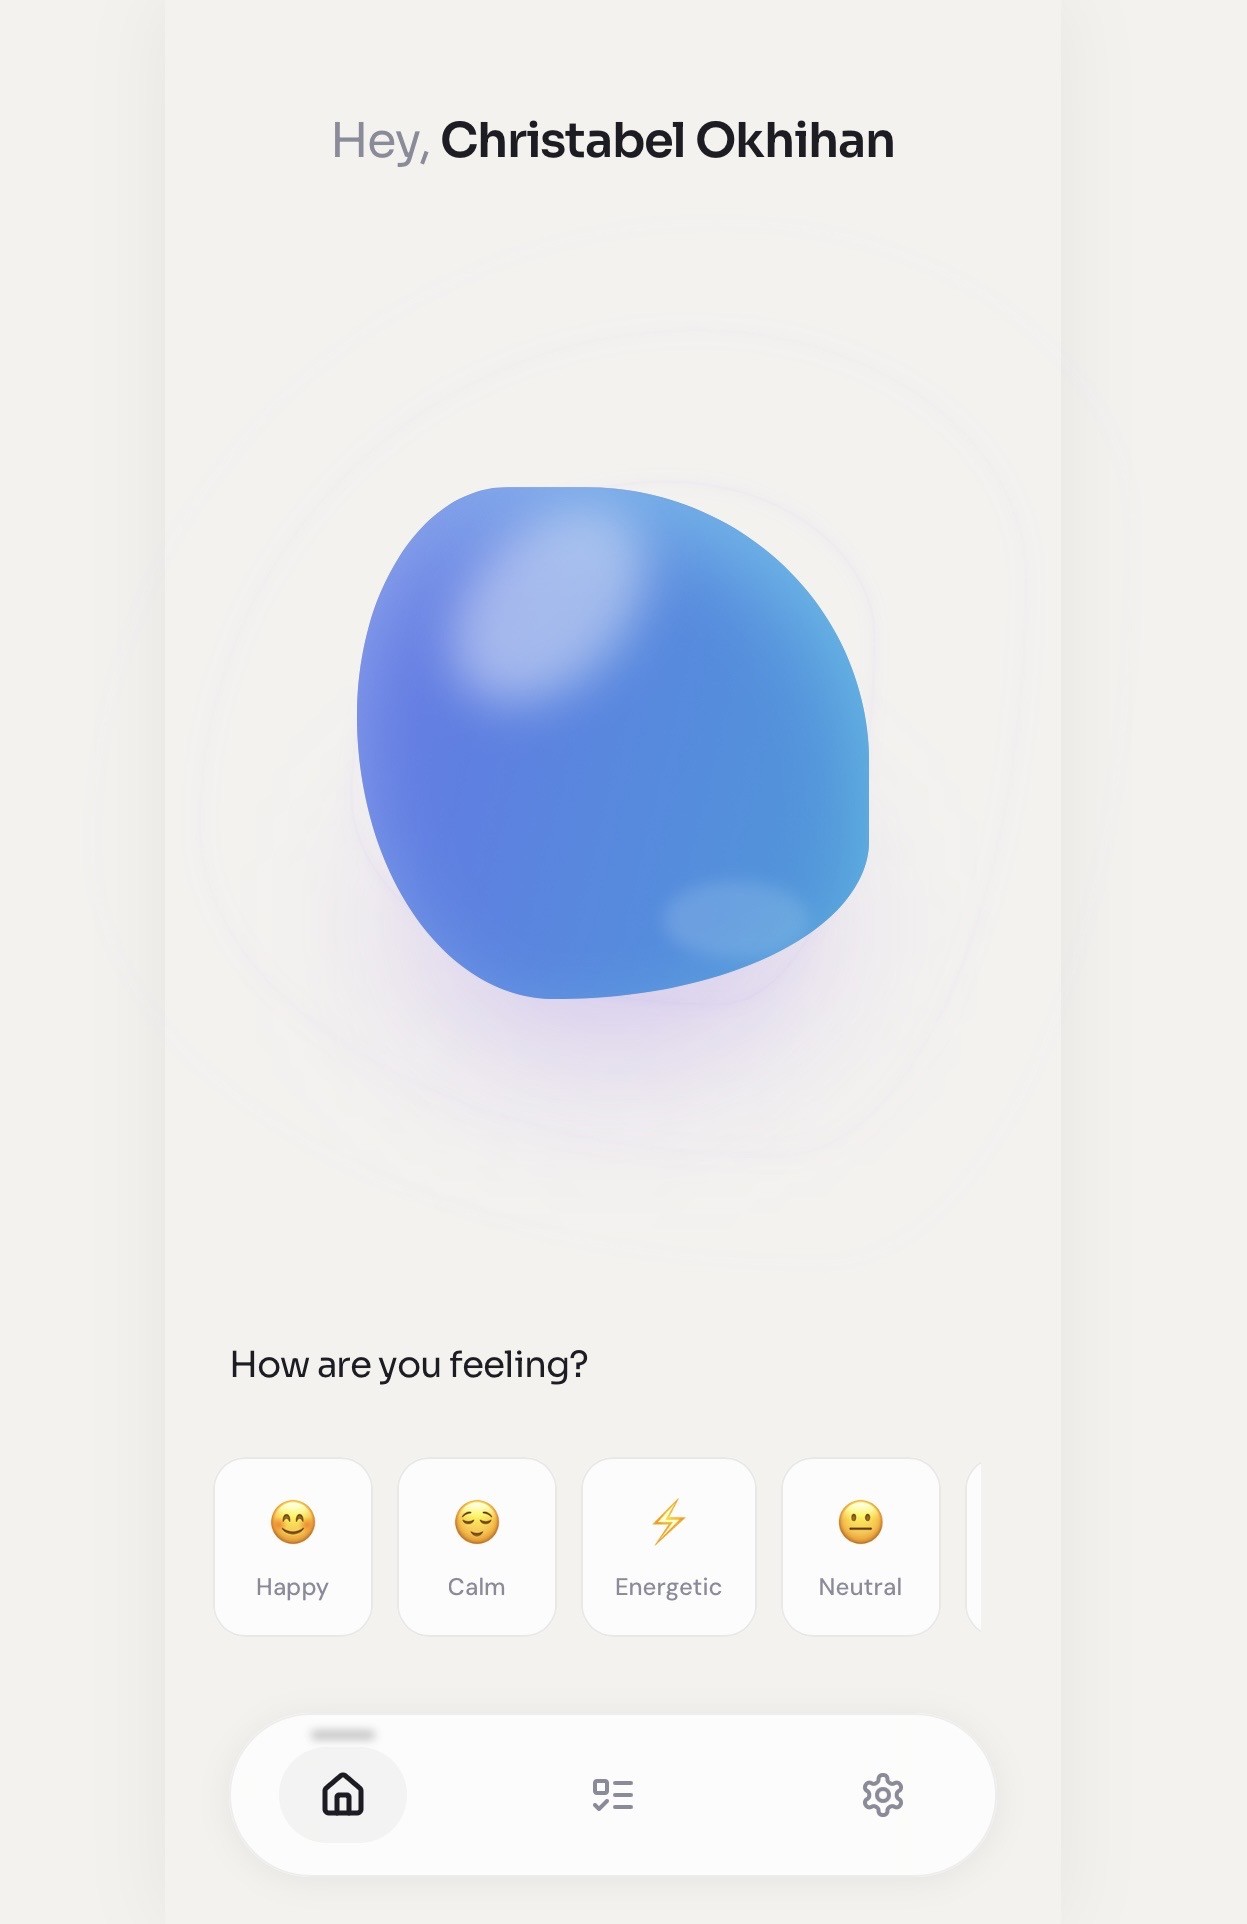 Hey, Christabel Okhihan
How are you feeling?
Happy
Calm
Energetic
Neutral